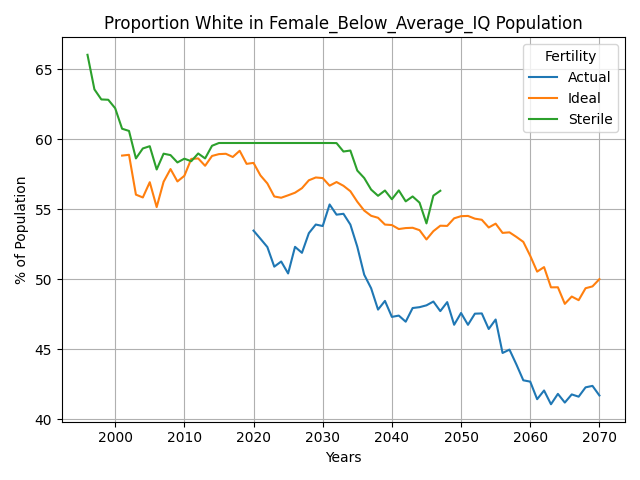 Proportion White in Female_Below_Average_IQ Population
Fertility
Actual
Ideal
Sterile
% of Population
65
60
55
50
45
40
2000
2010
2020
2030
2040
2050
2060
2070
Years